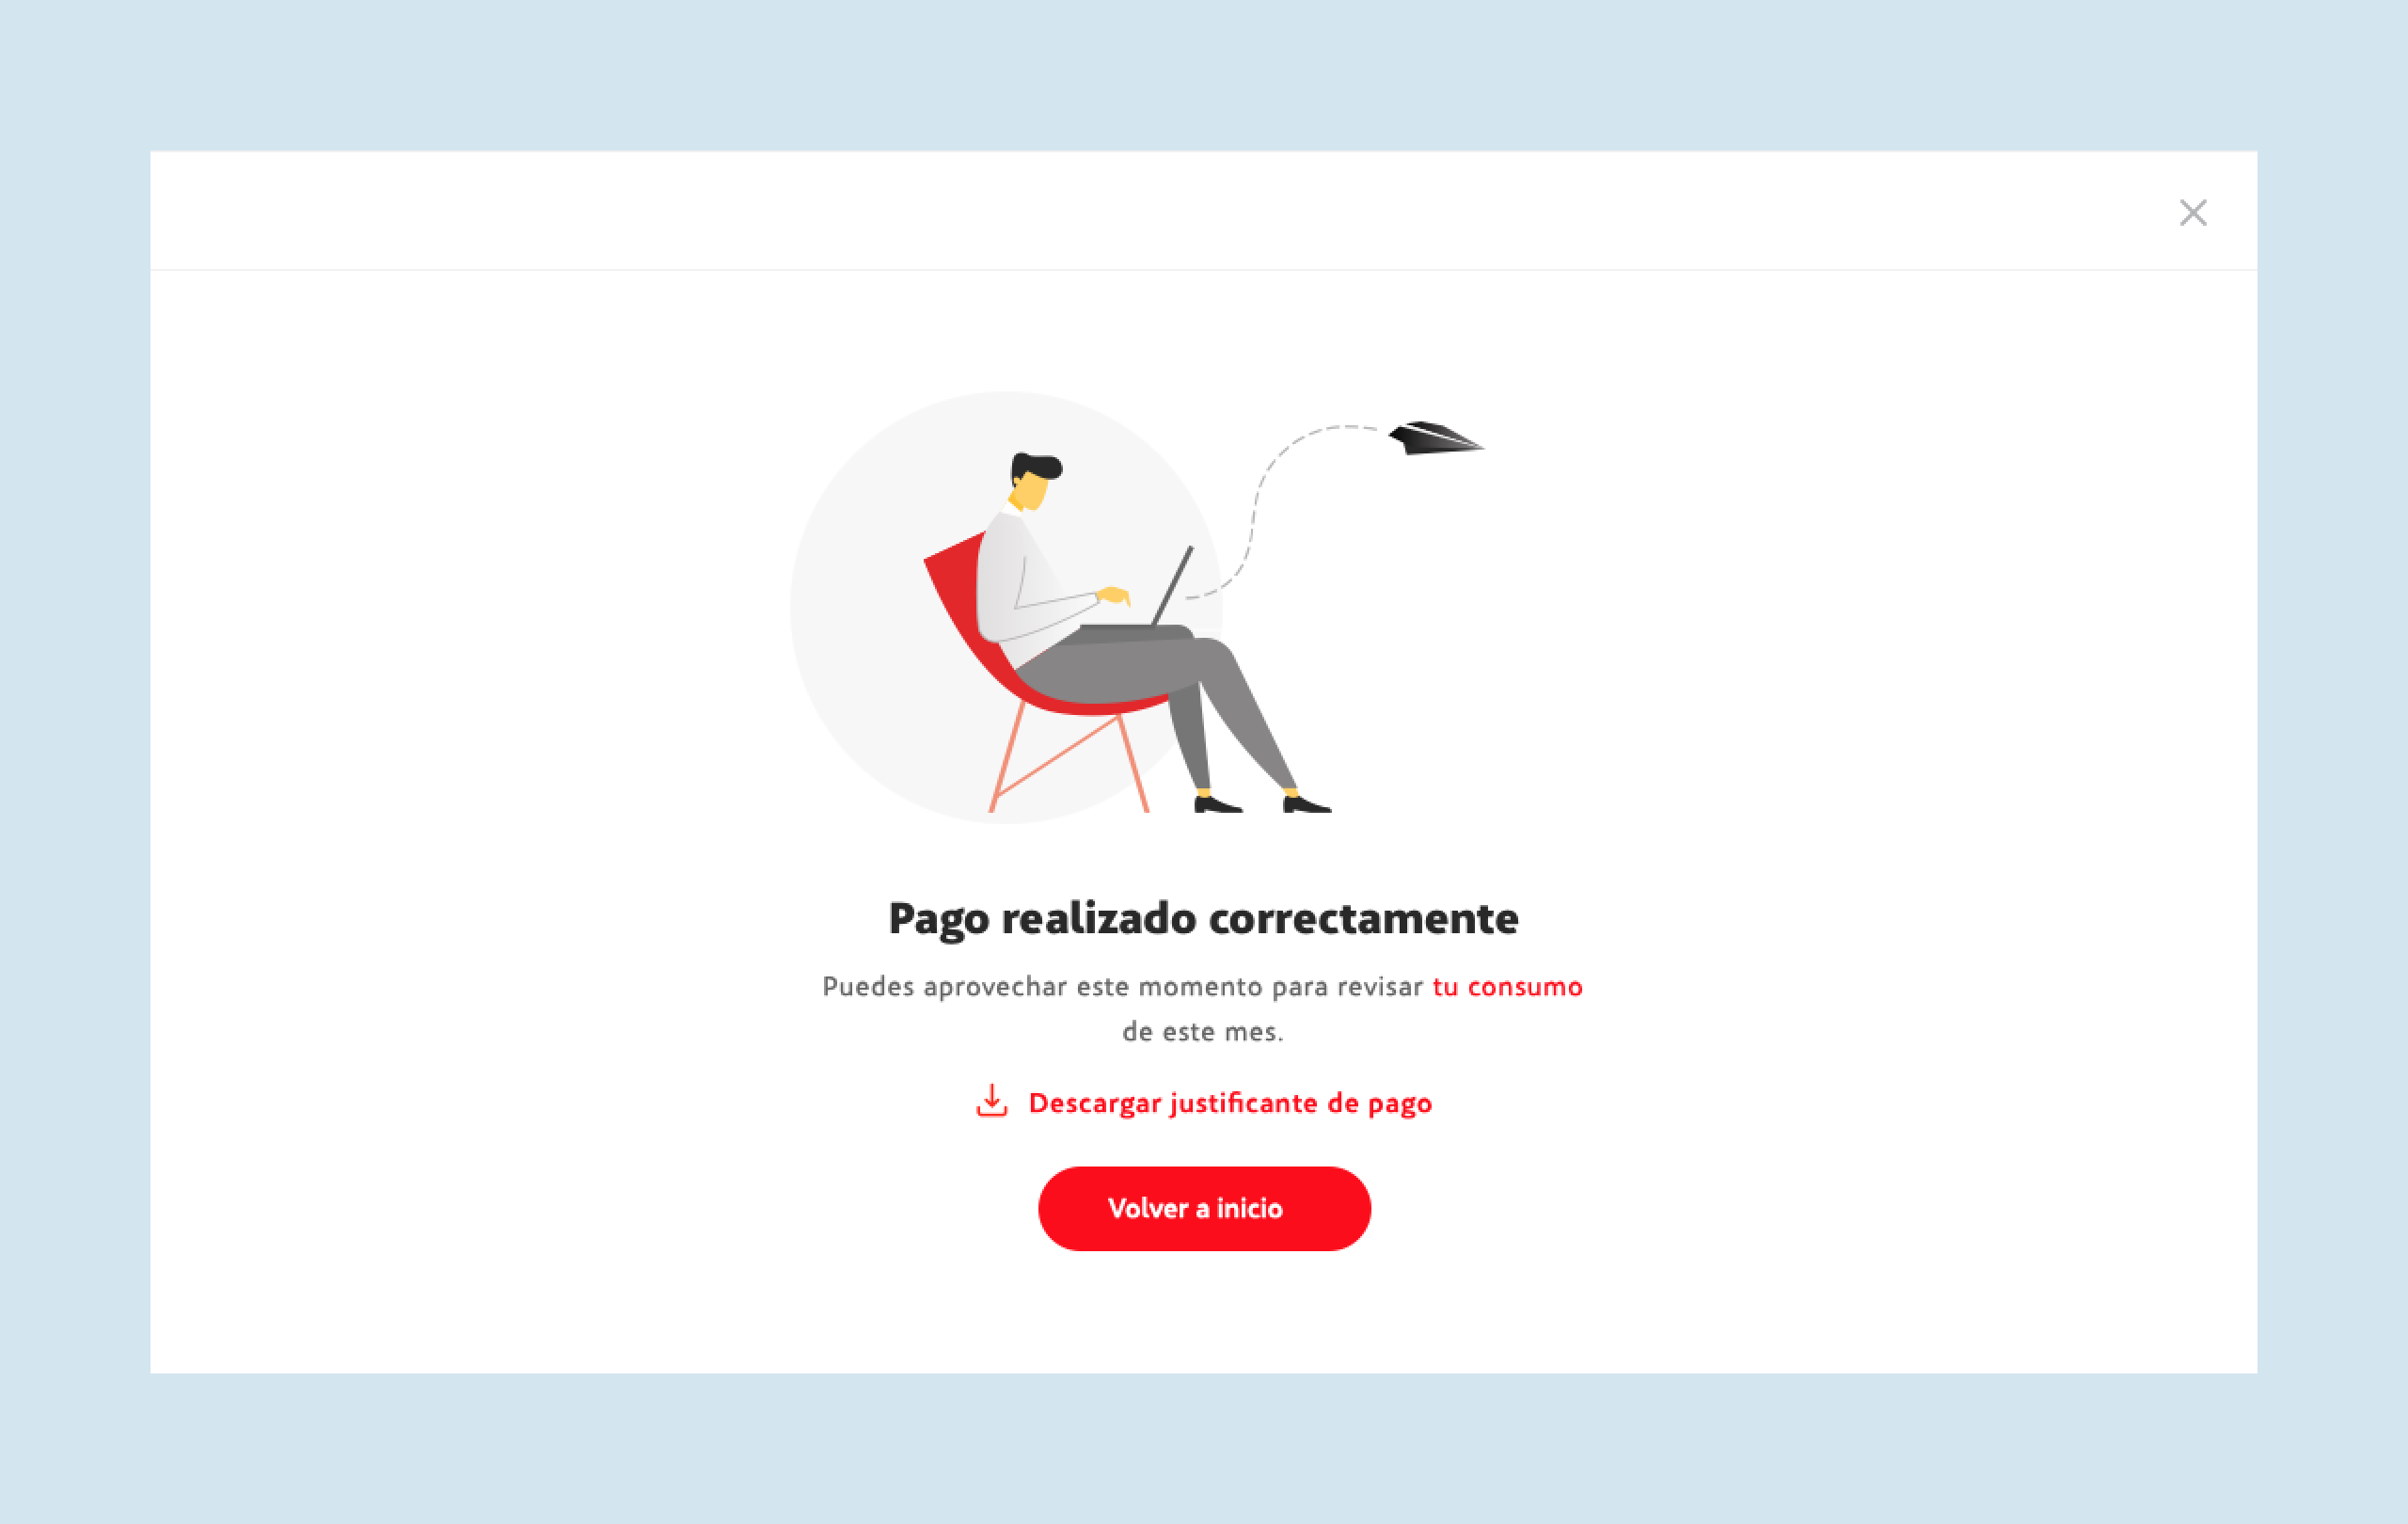 Pago realizado correctamente
Puedes aprovechar este momento para revisar tu consumo
de este mes.
Descargar justificante de pago
Volver a inicio